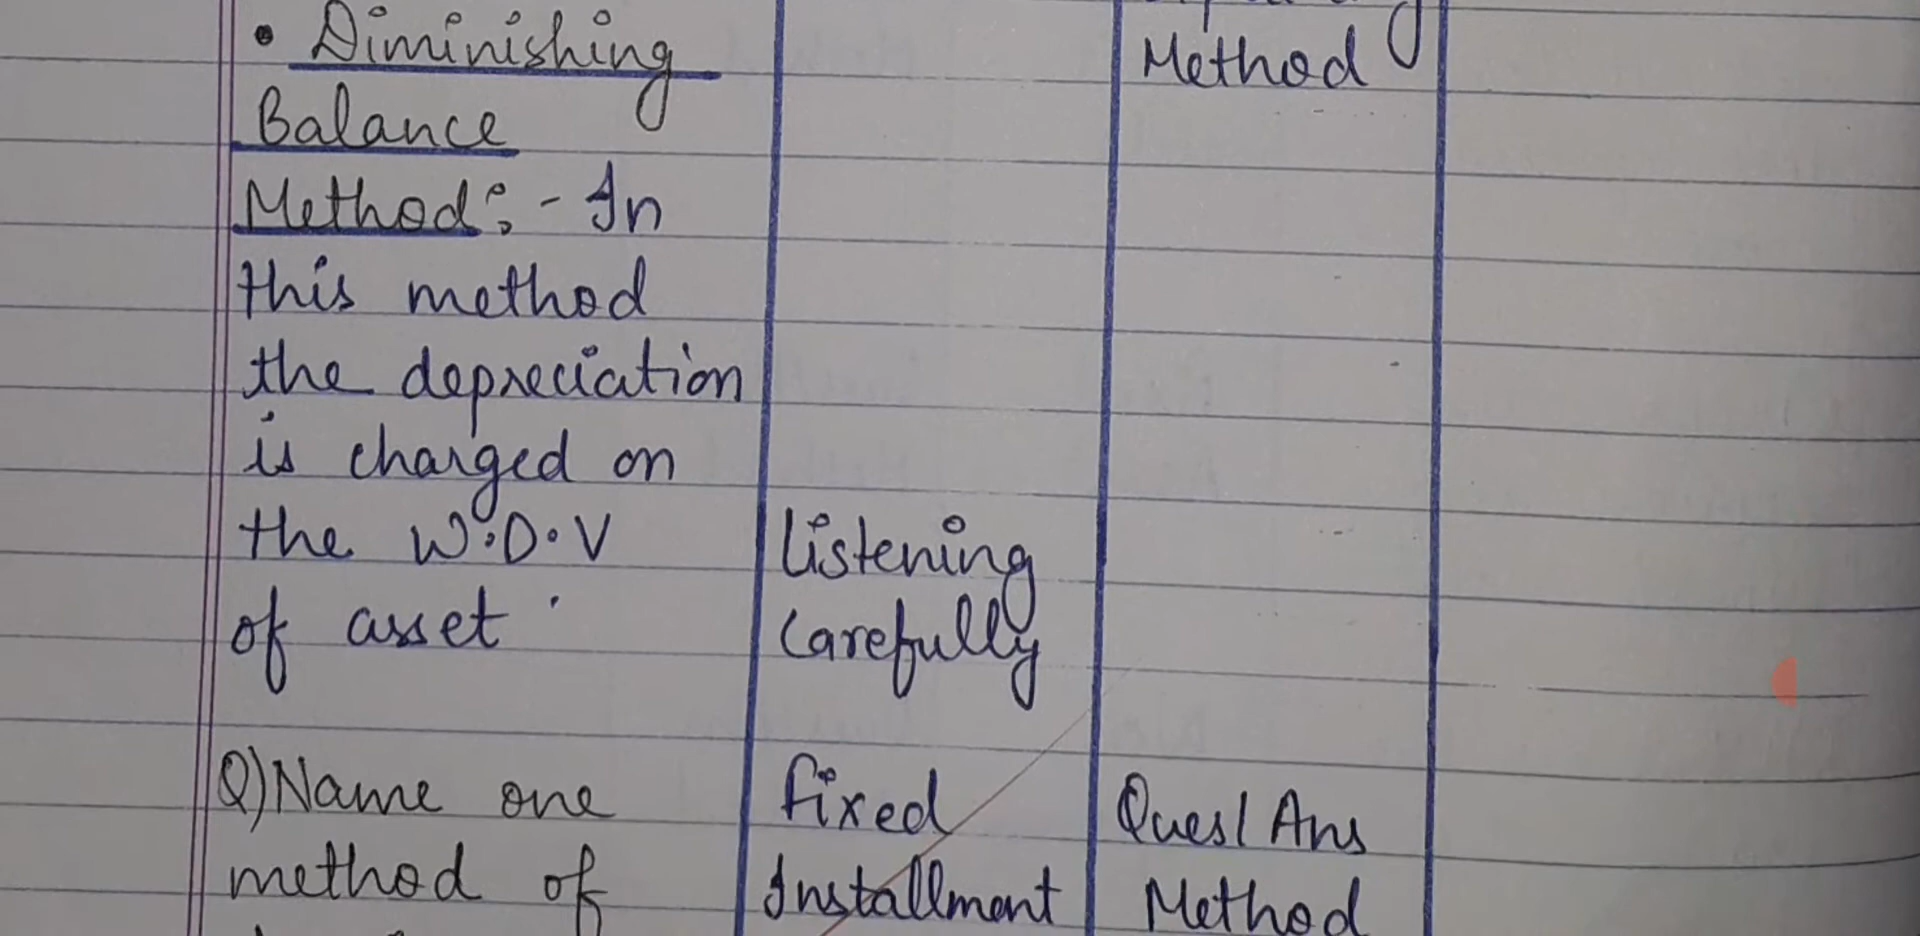 • Diminishing
Balance
Method:- In
this method
the depreciation
is charged on
the W.D.V
of asset.
Q) Name one
method of
listening
Carefully
fixed
Installment
Method
Ques/Ans
Method